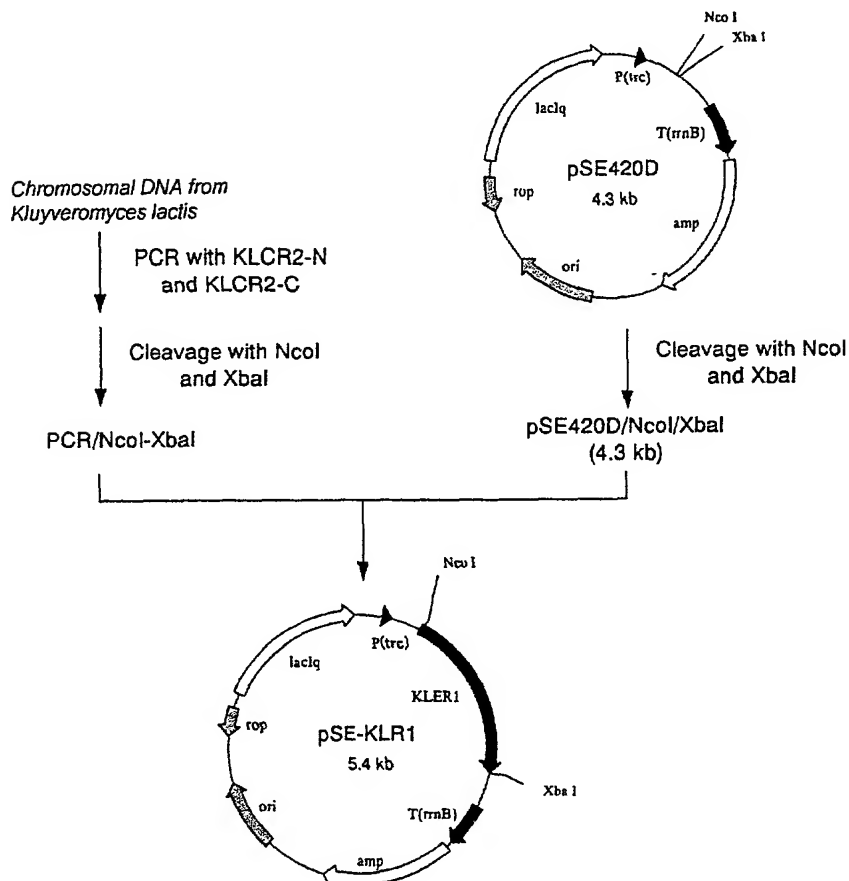 Nco I
Xba I
P(trc)
lacIq
T(rrnB)
pSE420D
4.3 kb
rop
amp
ori
Chromosomal DNA from
Kluyveromyces lactis
PCR with KLCR2-N
and KLCR2-C
Cleavage with NcoI
and XbaI
Cleavage with NcoI
and XbaI
PCR/NcoI-XbaI
pSE420D/NcoI/XbaI
(4.3 kb)
Nco I
P(trc)
lacIq
KLER1
rop
pSE-KLR1
5.4 kb
Xba I
ori
T(rrnB)
amp